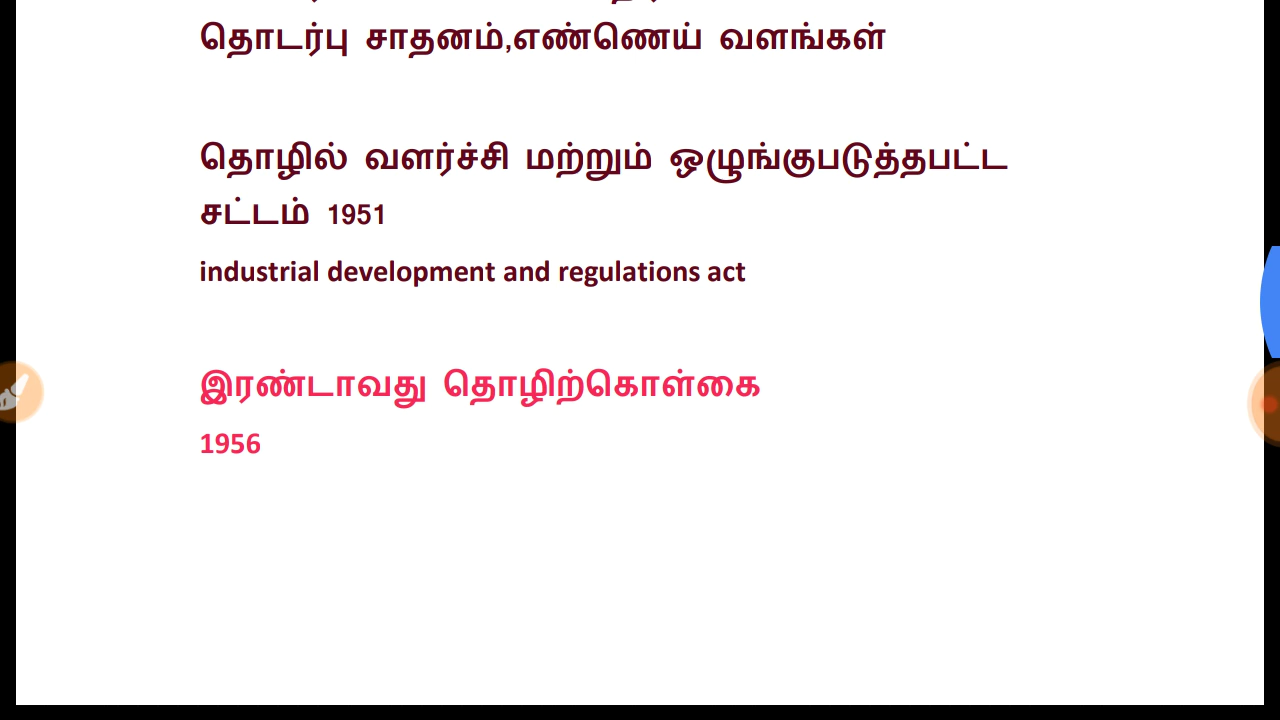 தொடர்பு சாதனம்,எண்ணெய் வளங்கள்
தொழில் வளர்ச்சி மற்றும் ஒழுங்குபடுத்தபட்ட
சட்டம் 1951
industrial development and regulations act
இரண்டாவது தொழிற்கொள்கை
1956